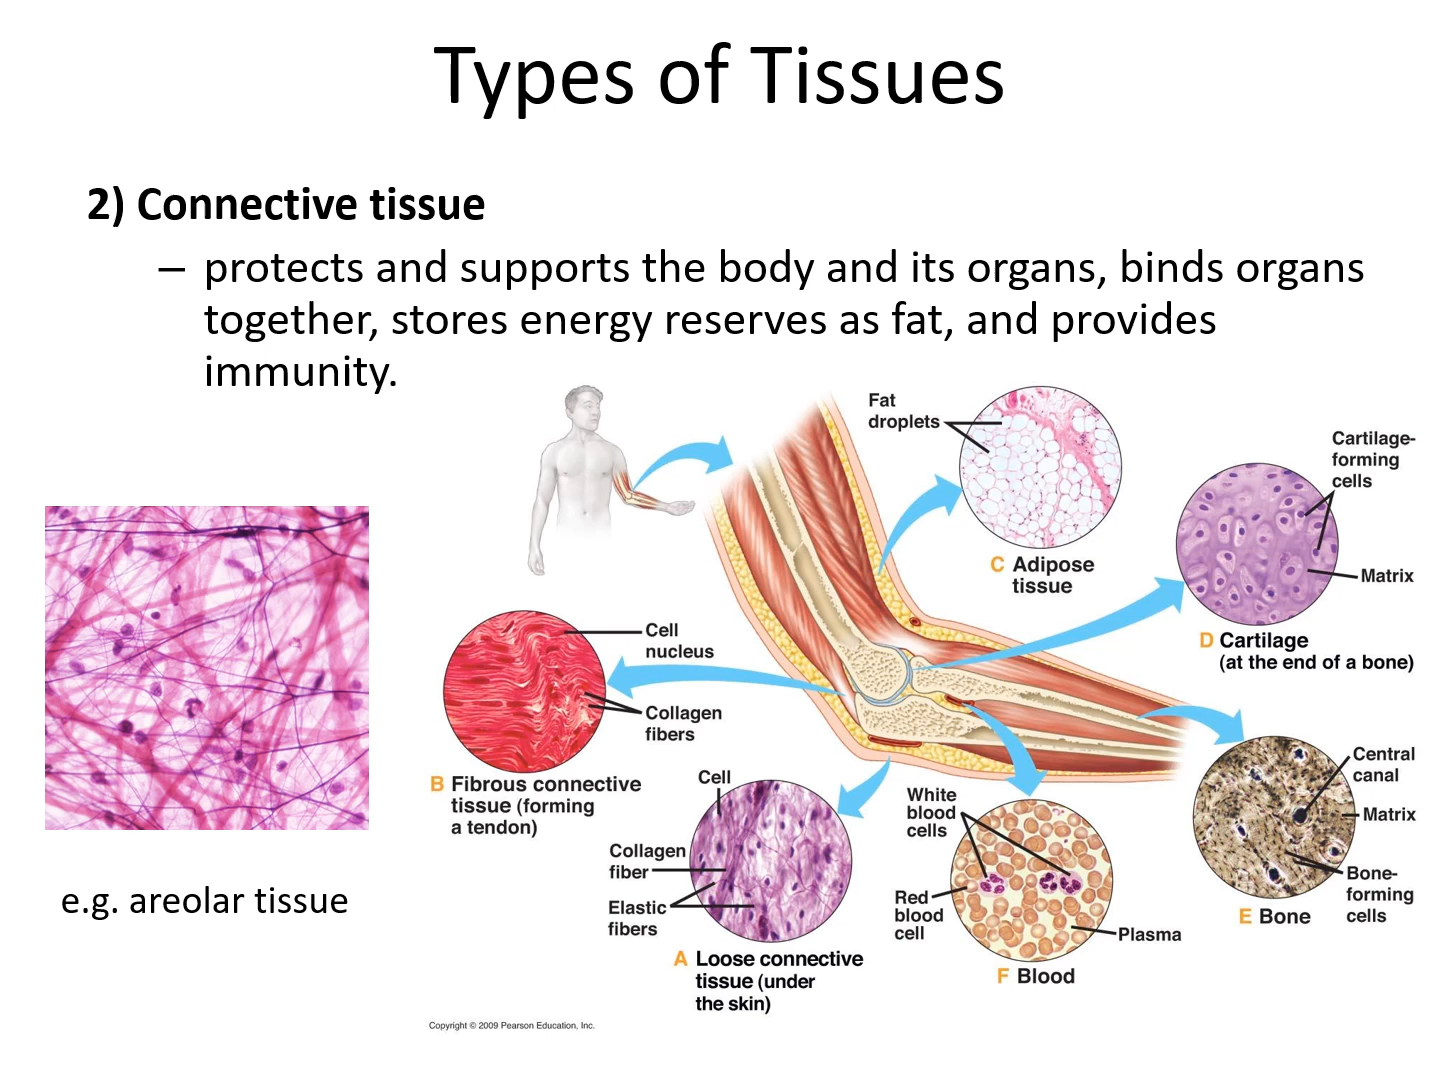 Types of Tissues
2) Connective tissue
– protects and supports the body and its organs, binds organs
together, stores energy reserves as fat, and provides
immunity.
Fat
droplets
C Adipose
tissue
Cartilage-
forming
cells
Matrix
D Cartilage
(at the end of a bone)
Cell
nucleus
Collagen
fibers
B Fibrous connective
tissue (forming
a tendon)
Cell
Collagen
fiber
Elastic
fibers
A Loose connective
tissue (under
the skin)
White
blood
cells
Red
blood
cell
Plasma
F Blood
Central
canal
Matrix
Bone-
forming
cells
E Bone
e.g. areolar tissue
Copyright © 2009 Pearson Education, Inc.